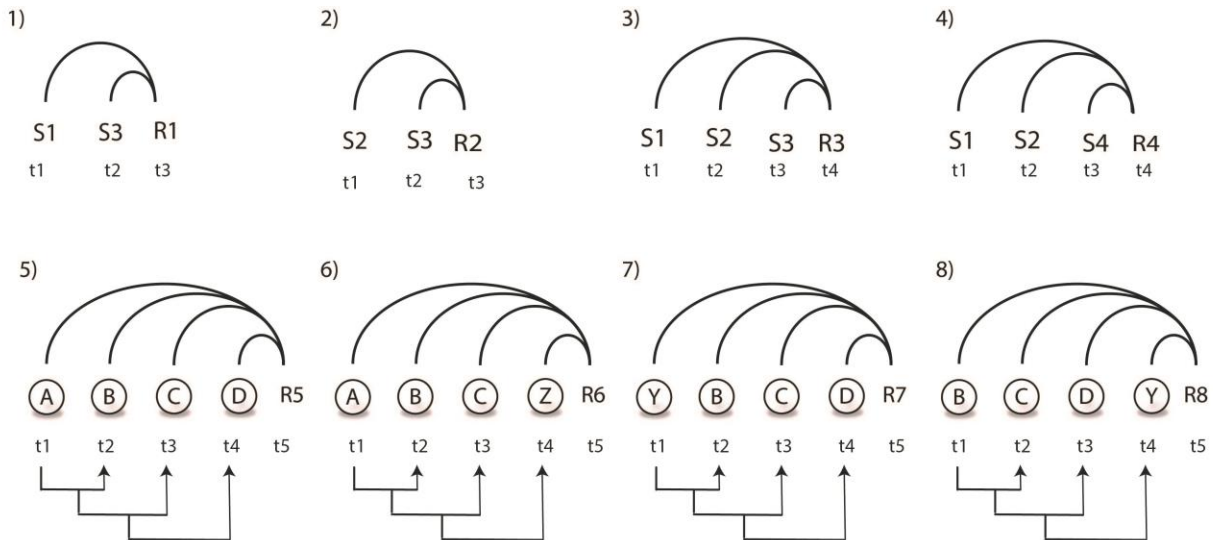 1) 2) 3) 4)
S1 S3 R1 S2 S3 R2 S1 S2 S3 R3 S1 S2 S4 R4
t1 t2 t3 t1 t2 t3 t1 t2 t3 t4 t1 t2 t3 t4
5) 6) 7) 8)
A B C D R5 A B C Z R6 Y B C D R7 B C D Y R8
t1 t2 t3 t4 t5 t1 t2 t3 t4 t5 t1 t2 t3 t4 t5 t1 t2 t3 t4 t5